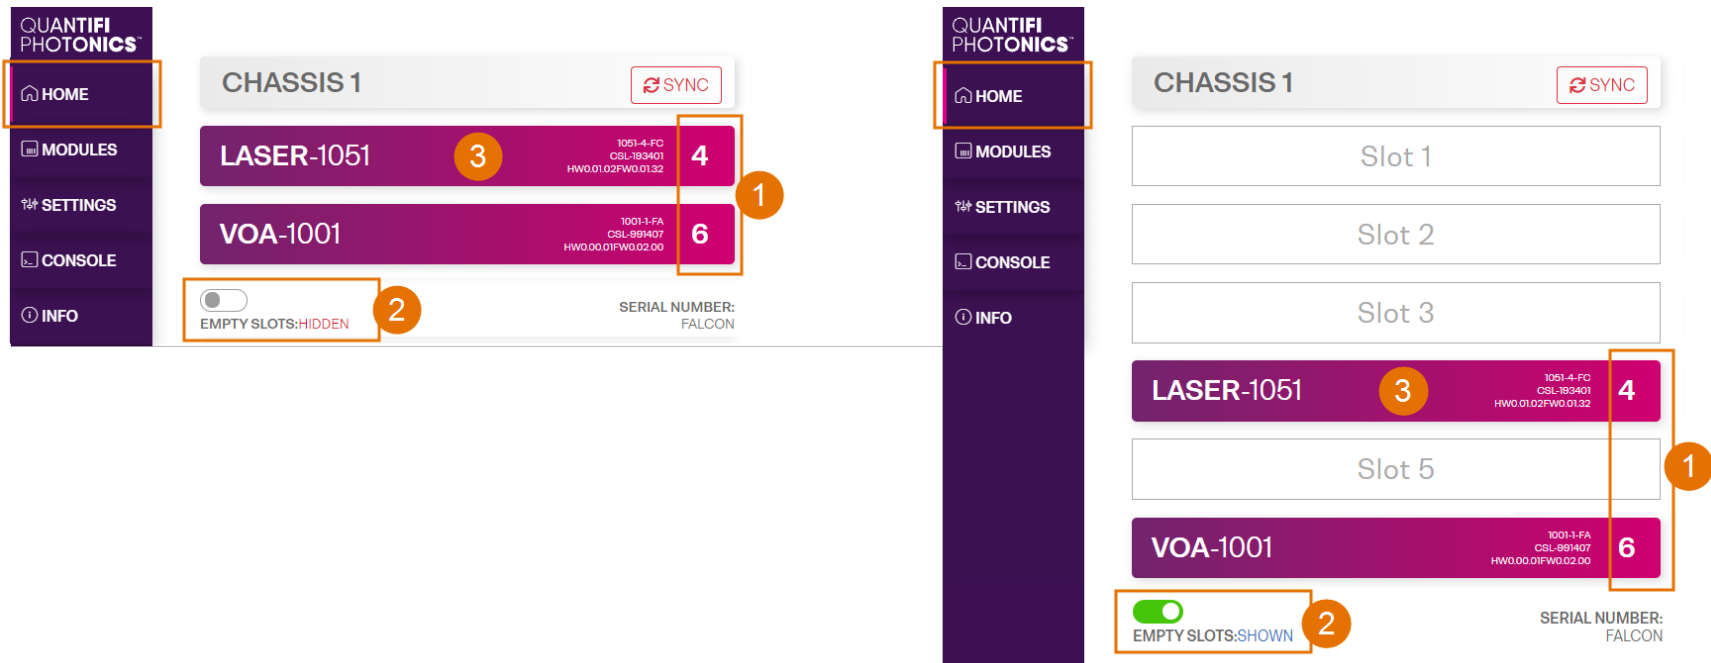 QUANTIFI
PHOTONICS™
HOME
MODULES
SETTINGS
CONSOLE
INFO
CHASSIS 1
SYNC
LASER-1051
3
1051-4-FC
CSL-193401
HW0.01.02FW0.01.32
4
1
VOA-1001
1001-1-FA
CSL-991407
HW0.00.01FW0.02.00
6
EMPTY SLOTS:HIDDEN
2
SERIAL NUMBER:
FALCON
QUANTIFI
PHOTONICS™
HOME
MODULES
SETTINGS
CONSOLE
INFO
CHASSIS 1
SYNC
Slot 1
Slot 2
Slot 3
LASER-1051
3
1051-4-FC
CSL-193401
HW0.01.02FW0.01.32
4
Slot 5
1
VOA-1001
1001-1-FA
CSL-991407
HW0.00.01FW0.02.00
6
EMPTY SLOTS:SHOWN
2
SERIAL NUMBER:
FALCON